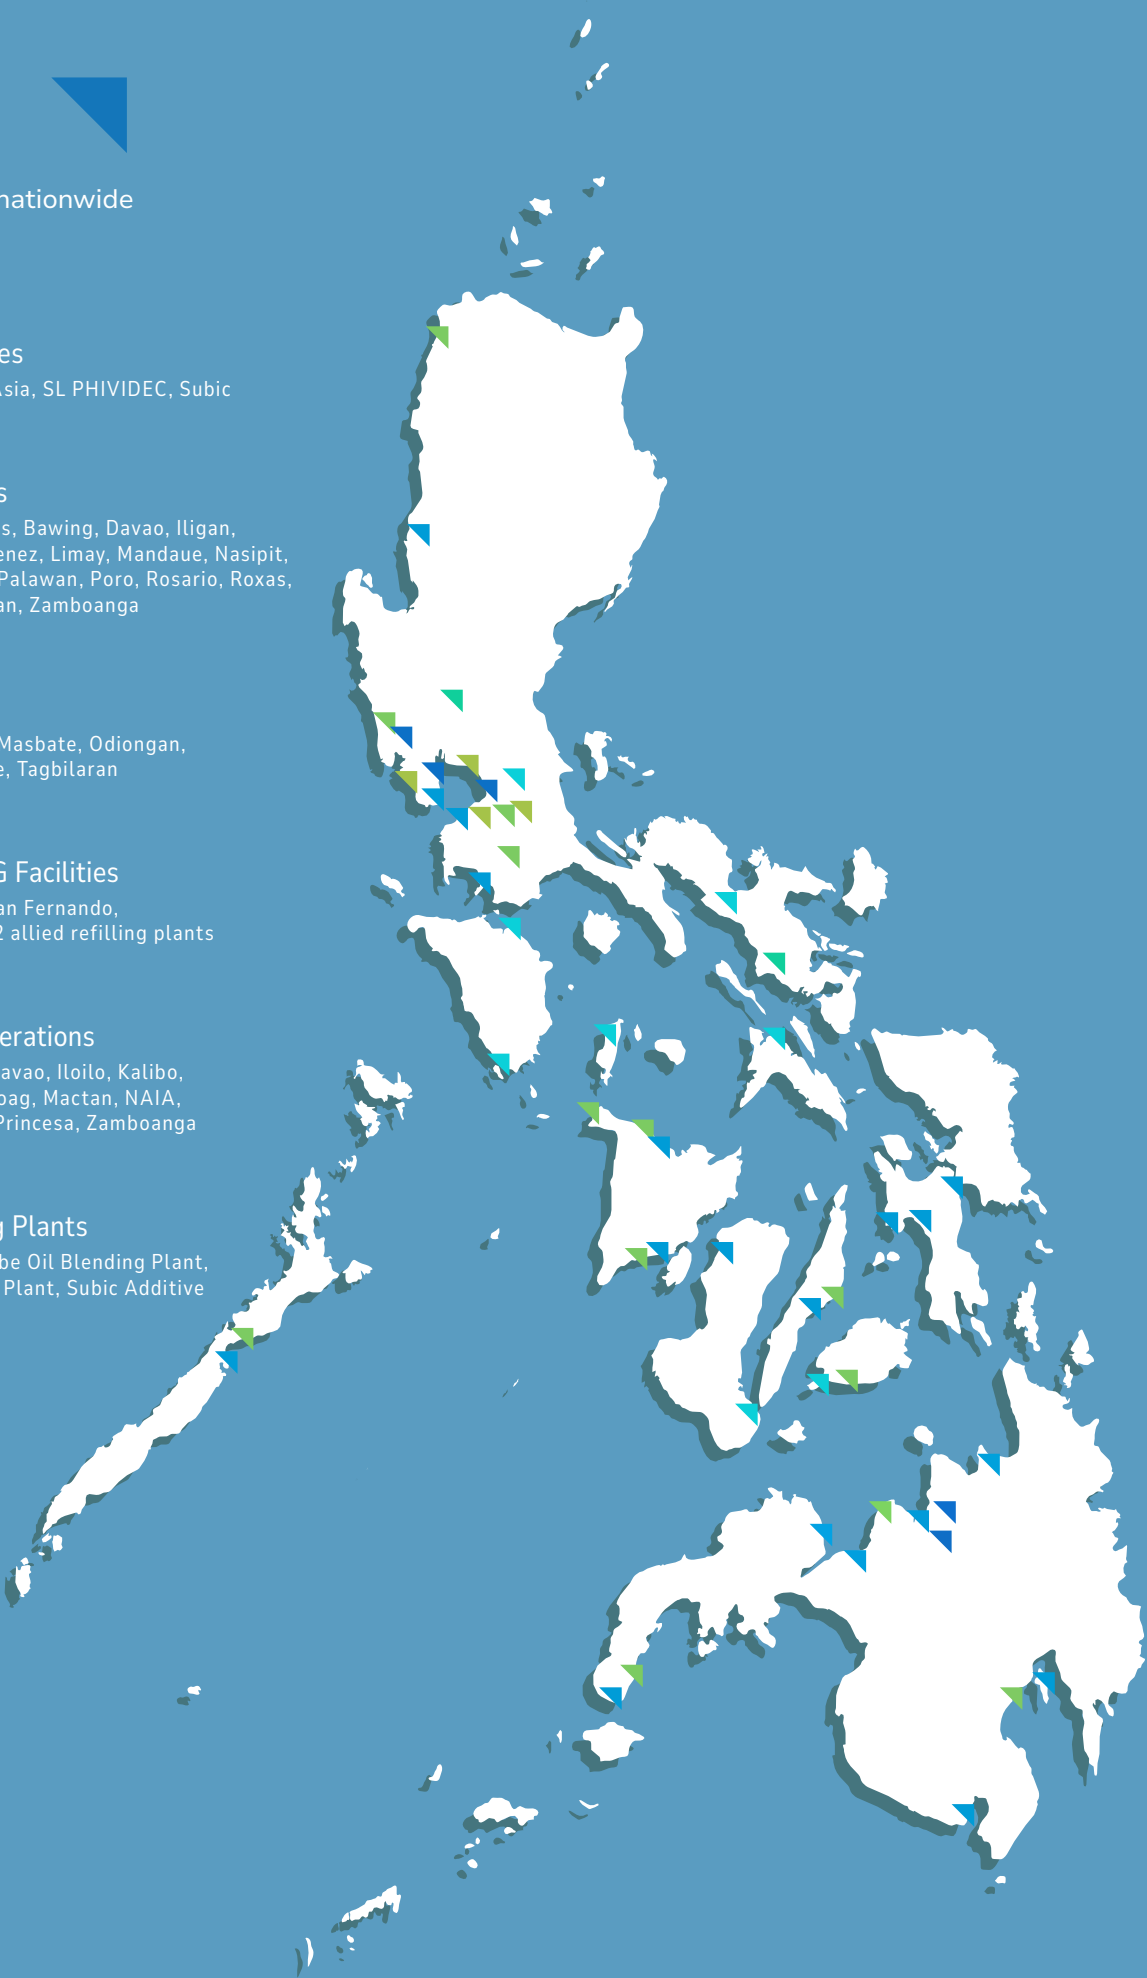 nationwide
es
Asia, SL PHIVIDEC, Subic
s
s, Bawing, Davao, Iligan,
enez, Limay, Mandaue, Nasipit,
Palawan, Poro, Rosario, Roxas,
an, Zamboanga
Masbate, Odiongan,
e, Tagbilaran
G Facilities
an Fernando,
2 allied refilling plants
erations
avao, Iloilo, Kalibo,
oag, Mactan, NAIA,
Princesa, Zamboanga
g Plants
be Oil Blending Plant,
Plant, Subic Additive